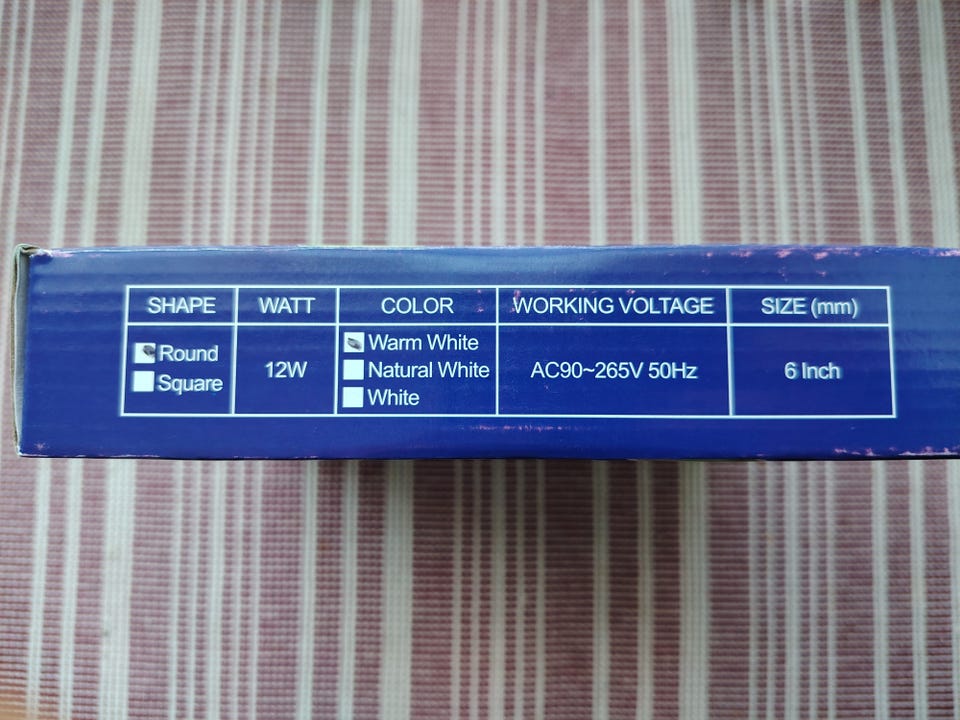 SHAPE WATT COLOR WORKING VOLTAGE SIZE (mm)
Round
Square
12W
Warm White
Natural White
White
AC90~265V 50Hz
6 Inch